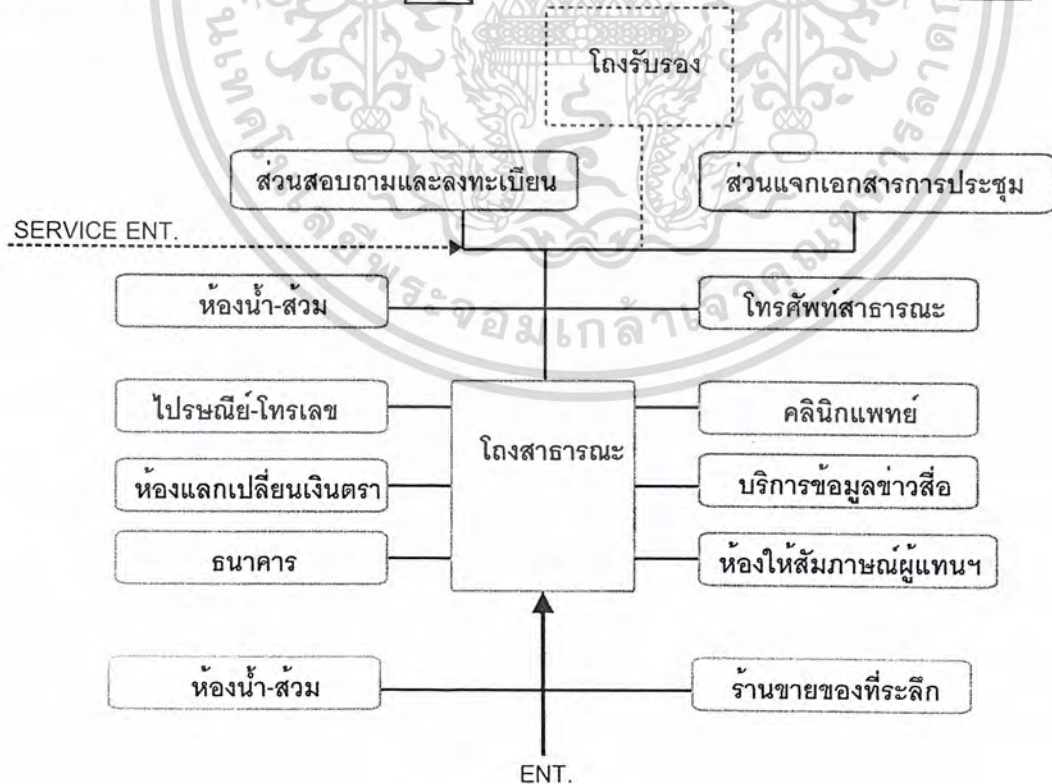 โถงรับรอง
ส่วนสอบถามและลงทะเบียน
ส่วนแจกเอกสารการประชุม
SERVICE ENT.
ห้องน้ำ-ส้วม
โทรศัพท์สาธารณะ
ไปรษณีย์-โทรเลข
คลินิกแพทย์
โถงสาธารณะ
ห้องแลกเปลี่ยนเงินตรา
บริการข้อมูลข่าวสื่อ
ธนาคาร
ห้องให้สัมภาษณ์ผู้แทนฯ
ห้องน้ำ-ส้วม
ร้านขายของที่ระลึก
ENT.